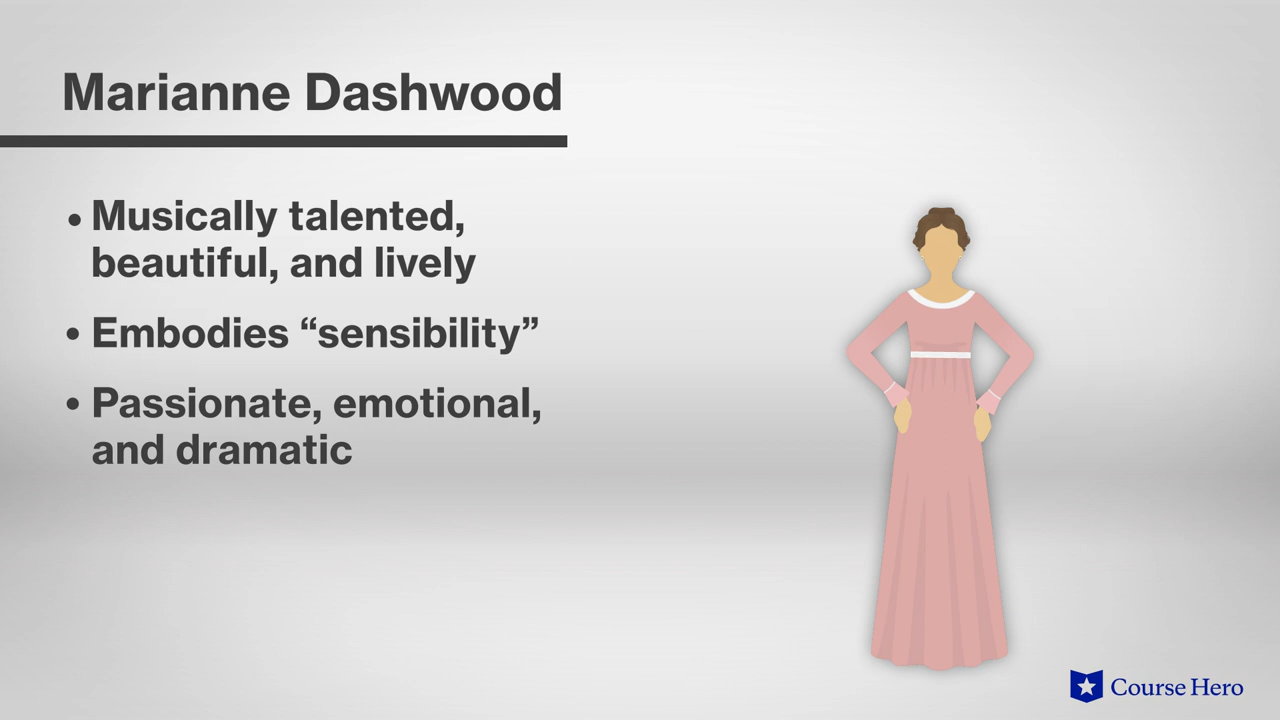 Marianne Dashwood
• Musically talented,
beautiful, and lively
• Embodies “sensibility”
• Passionate, emotional,
and dramatic
Course Hero